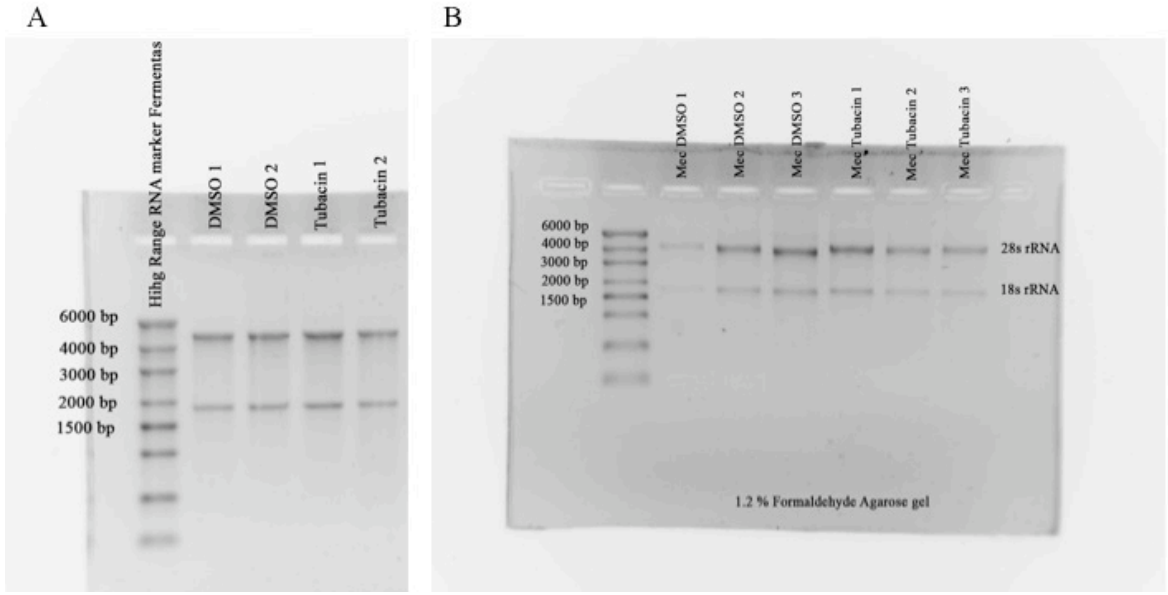 A
Hihg Range RNA marker Fermentas
DMSO 1
DMSO 2
Tubacin 1
Tubacin 2
6000 bp
4000 bp
3000 bp
2000 bp
1500 bp
B
Mec DMSO 1
Mec DMSO 2
Mec DMSO 3
Mec Tubacin 1
Mec Tubacin 2
Mec Tubacin 3
6000 bp
4000 bp
3000 bp
2000 bp
1500 bp
28s rRNA
18s rRNA
1.2 % Formaldehyde Agarose gel